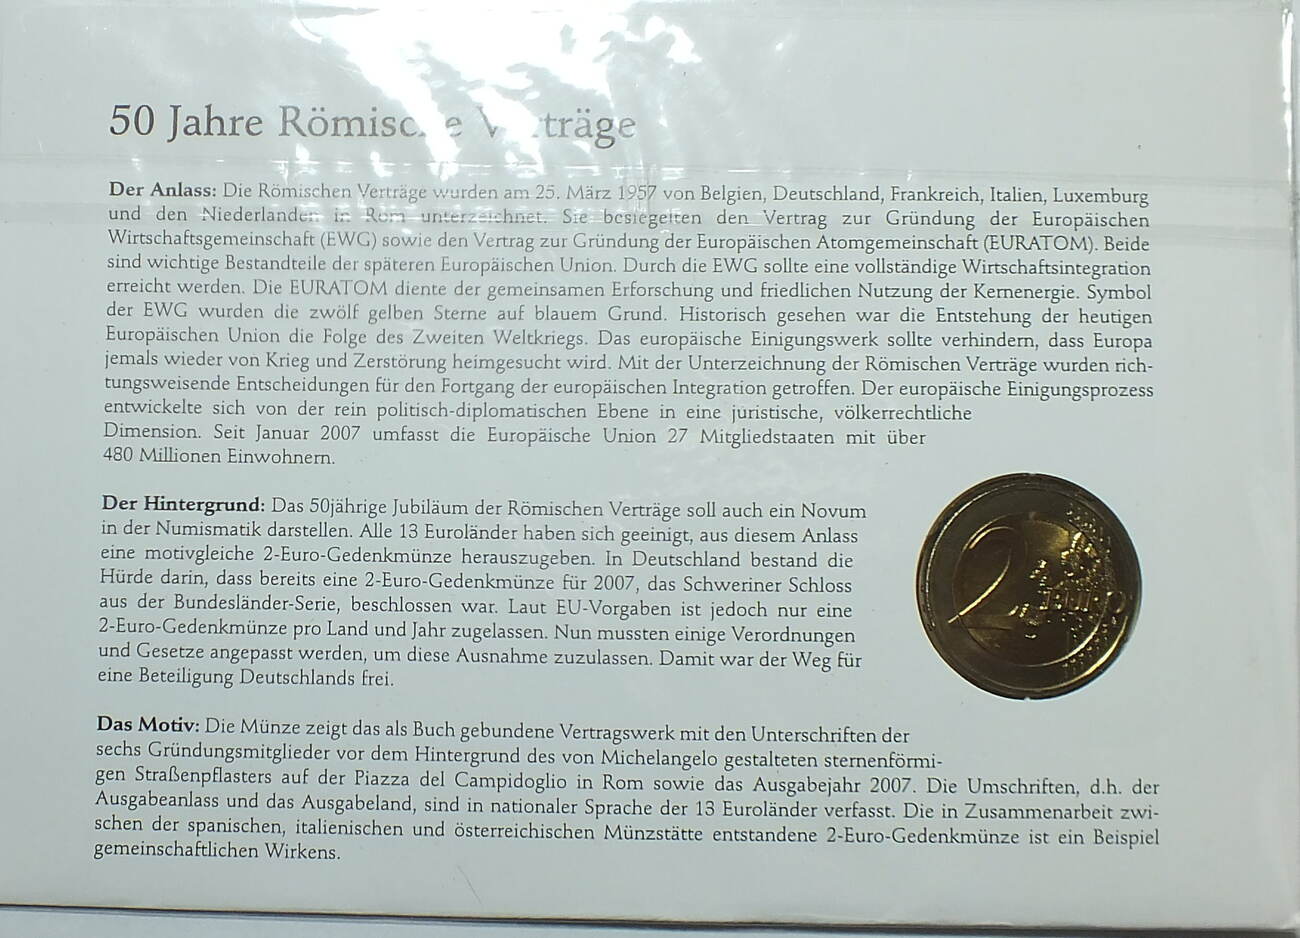 50 Jahre Römische Verträge
Der Anlass: Die Römischen Verträge wurden am 25. März 1957 von Belgien, Deutschland, Frankreich, Italien, Luxemburg
und den Niederlanden in Rom unterzeichnet. Sie besiegelten den Vertrag zur Gründung der Europäischen
Wirtschaftsgemeinschaft (EWG) sowie den Vertrag zur Gründung der Europäischen Atomgemeinschaft (EURATOM). Beide
sind wichtige Bestandteile der späteren Europäischen Union. Durch die EWG sollte eine vollständige Wirtschaftsintegration
erreicht werden. Die EURATOM diente der gemeinsamen Erforschung und friedlichen Nutzung der Kernenergie. Symbol
der EWG wurden die zwölf gelben Sterne auf blauem Grund. Historisch gesehen war die Entstehung der heutigen
Europäischen Union die Folge des Zweiten Weltkriegs. Das europäische Einigungswerk sollte verhindern, dass Europa
jemals wieder von Krieg und Zerstörung heimgesucht wird. Mit der Unterzeichnung der Römischen Verträge wurden rich-
tungsweisende Entscheidungen für den Fortgang der europäischen Integration getroffen. Der europäische Einigungsprozess
entwickelte sich von der rein politisch-diplomatischen Ebene in eine juristische, völkerrechtliche
Dimension. Seit Januar 2007 umfasst die Europäische Union 27 Mitgliedstaaten mit über
480 Millionen Einwohnern.
Der Hintergrund: Das 50jährige Jubiläum der Römischen Verträge soll auch ein Novum
in der Numismatik darstellen. Alle 13 Euroländer haben sich geeinigt, aus diesem Anlass
eine motivgleiche 2-Euro-Gedenkmünze herauszugeben. In Deutschland bestand die
Hürde darin, dass bereits eine 2-Euro-Gedenkmünze für 2007, das Schweriner Schloss
aus der Bundesländer-Serie, beschlossen war. Laut EU-Vorgaben ist jedoch nur eine
2-Euro-Gedenkmünze pro Land und Jahr zugelassen. Nun mussten einige Verordnungen
und Gesetze angepasst werden, um diese Ausnahme zuzulassen. Damit war der Weg für
eine Beteiligung Deutschlands frei.
2 EURO
Das Motiv: Die Münze zeigt das als Buch gebundene Vertragswerk mit den Unterschriften der
sechs Gründungsmitglieder vor dem Hintergrund des von Michelangelo gestalteten sternenförmi-
gen Straßenpflasters auf der Piazza del Campidoglio in Rom sowie das Ausgabejahr 2007. Die Umschriften, d.h. der
Ausgabeanlass und das Ausgabeland, sind in nationaler Sprache der 13 Euroländer verfasst. Die in Zusammenarbeit zwi-
schen der spanischen, italienischen und österreichischen Münzstätte entstandene 2-Euro-Gedenkmünze ist ein Beispiel
gemeinschaftlichen Wirkens.